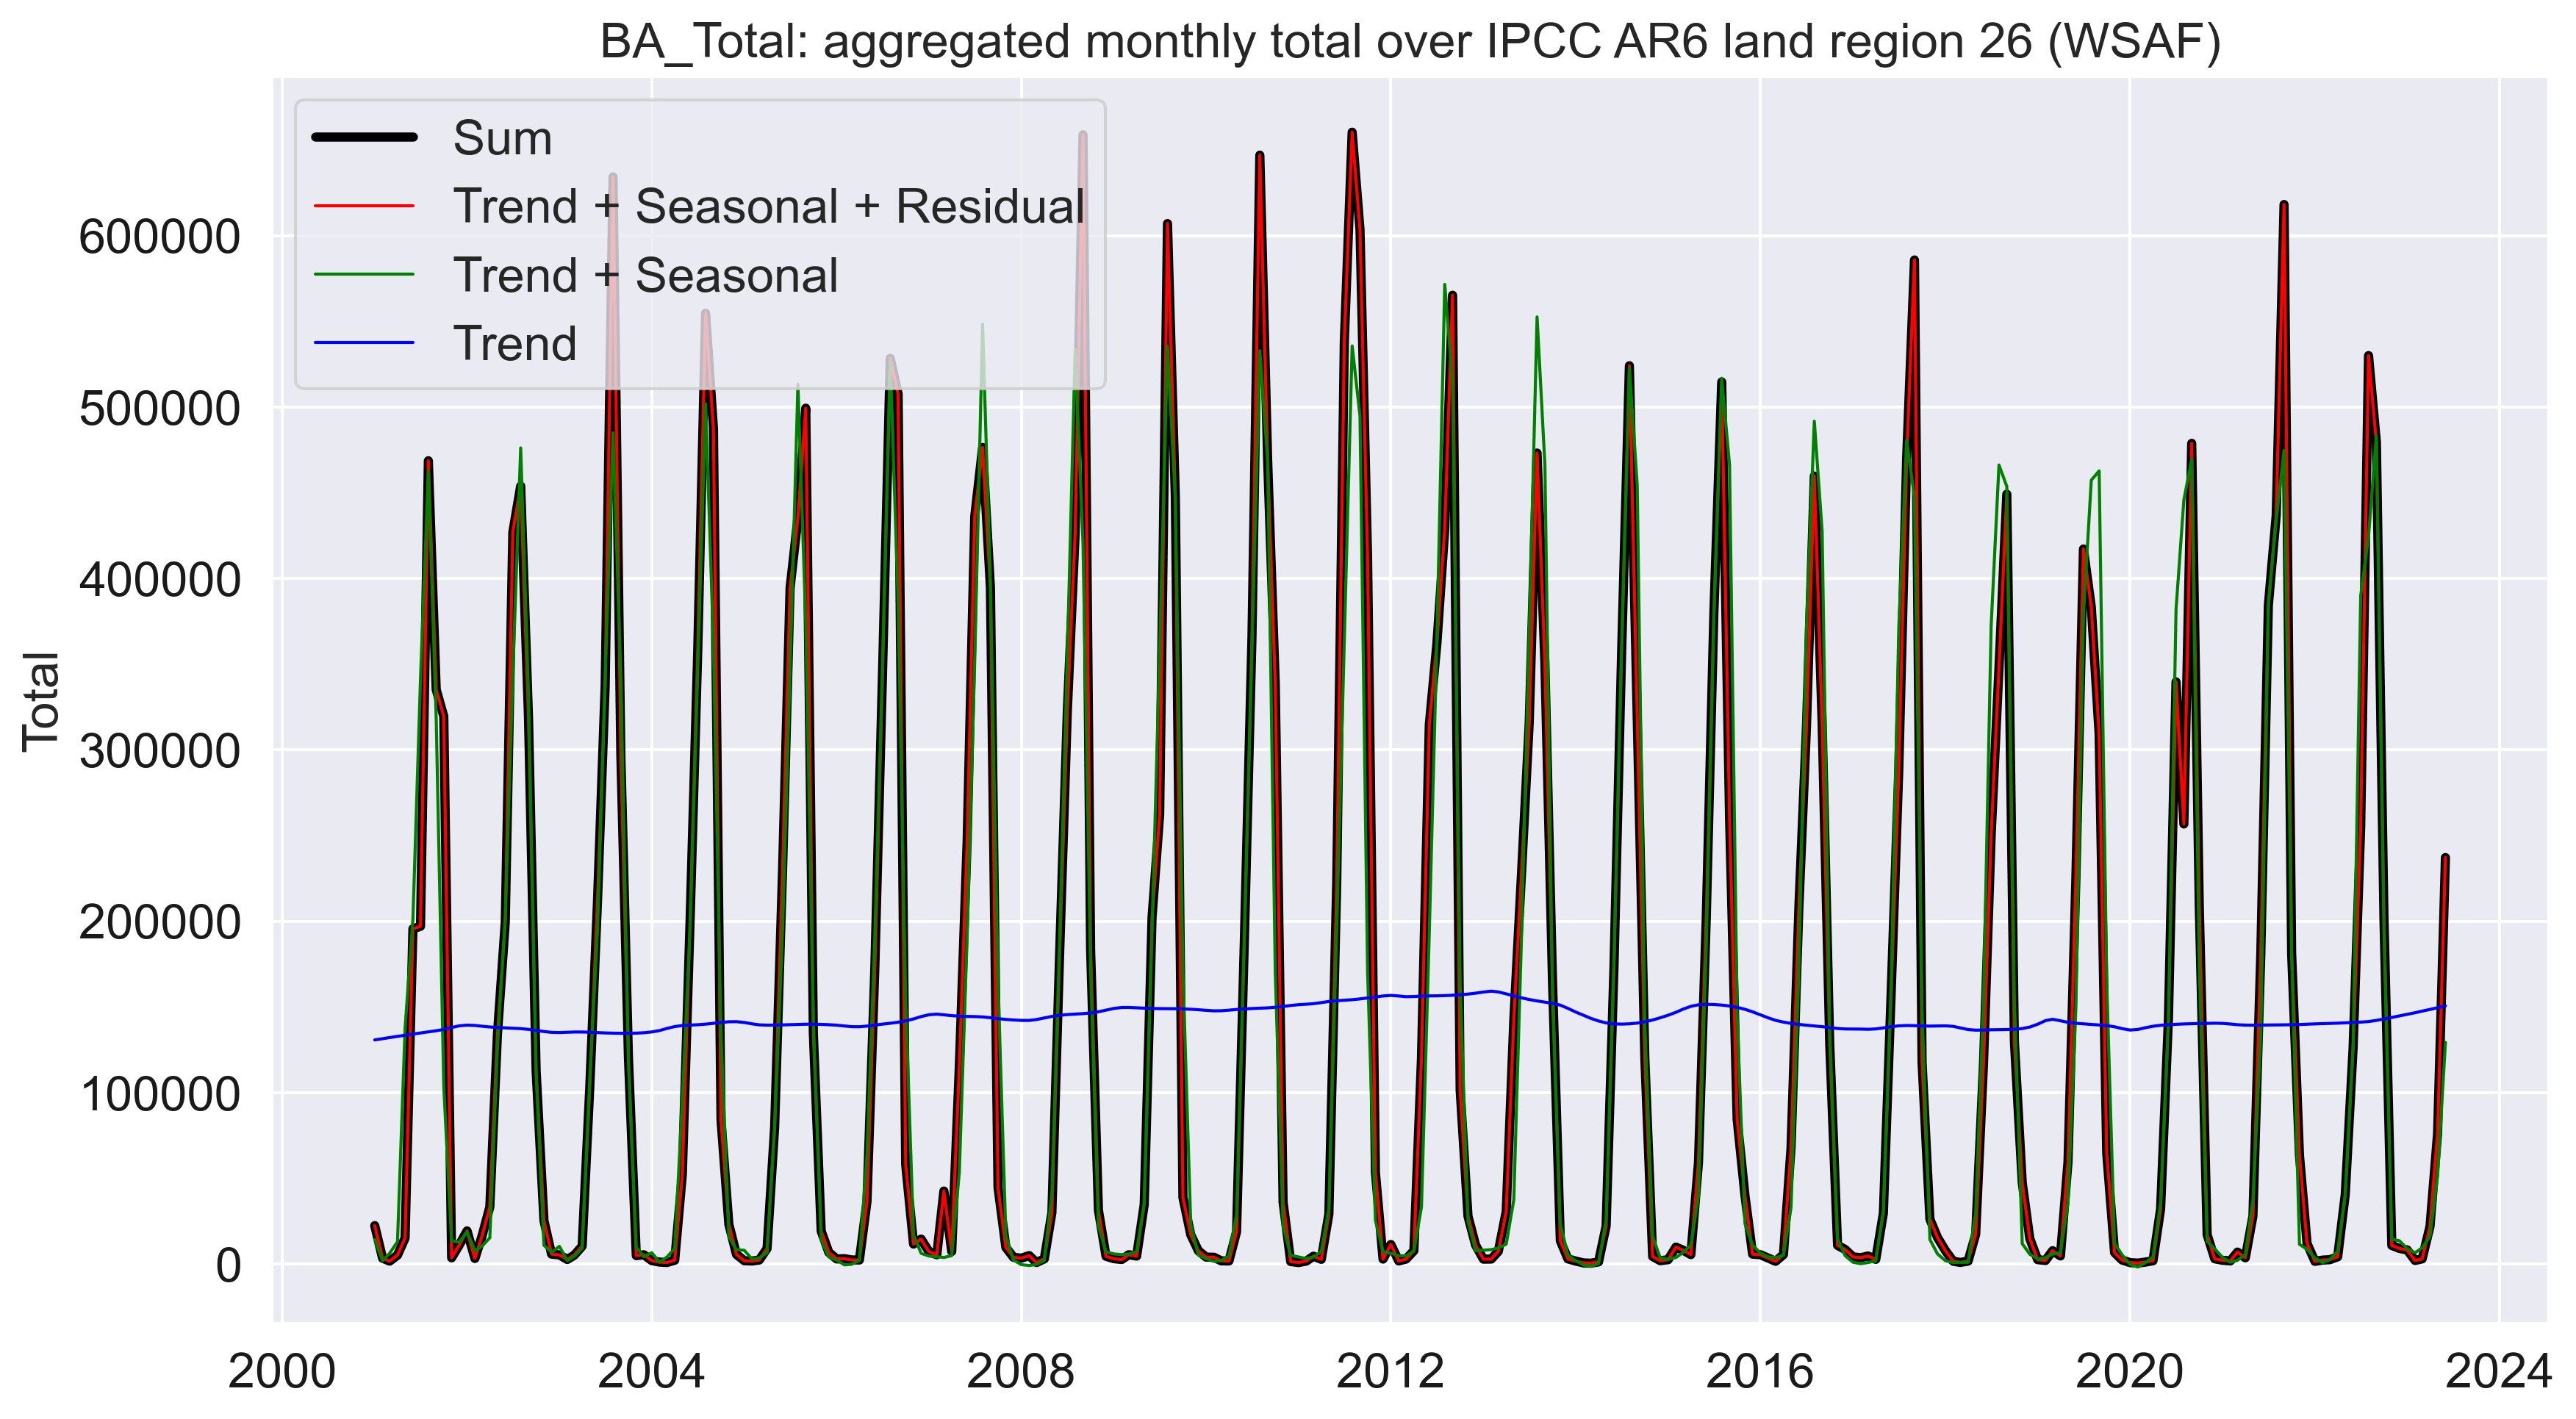 BA_Total: aggregated monthly total over IPCC AR6 land region 26 (WSAF)
Sum
Trend + Seasonal + Residual
Trend + Seasonal
Trend
Total
600000
500000
400000
300000
200000
100000
0
2000 2004 2008 2012 2016 2020 2024